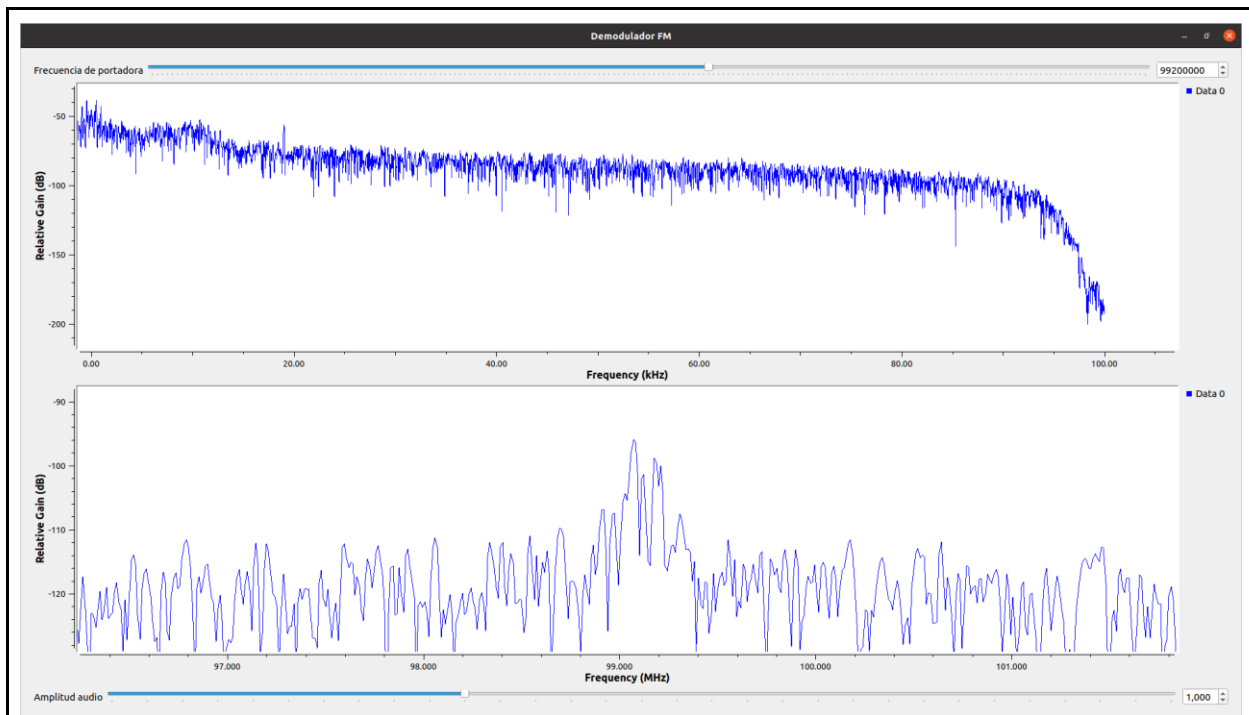 Demodulador FM
Frecuencia de portadora
99200000
Data 0
-50
-100
-150
-200
Relative Gain (dB)
0.00 20.00 40.00 60.00 80.00 100.00
Frequency (kHz)
Data 0
-90
-100
-110
-120
Relative Gain (dB)
97.000 98.000 99.000 100.000 101.000
Frequency (MHz)
Amplitud audio
1,000